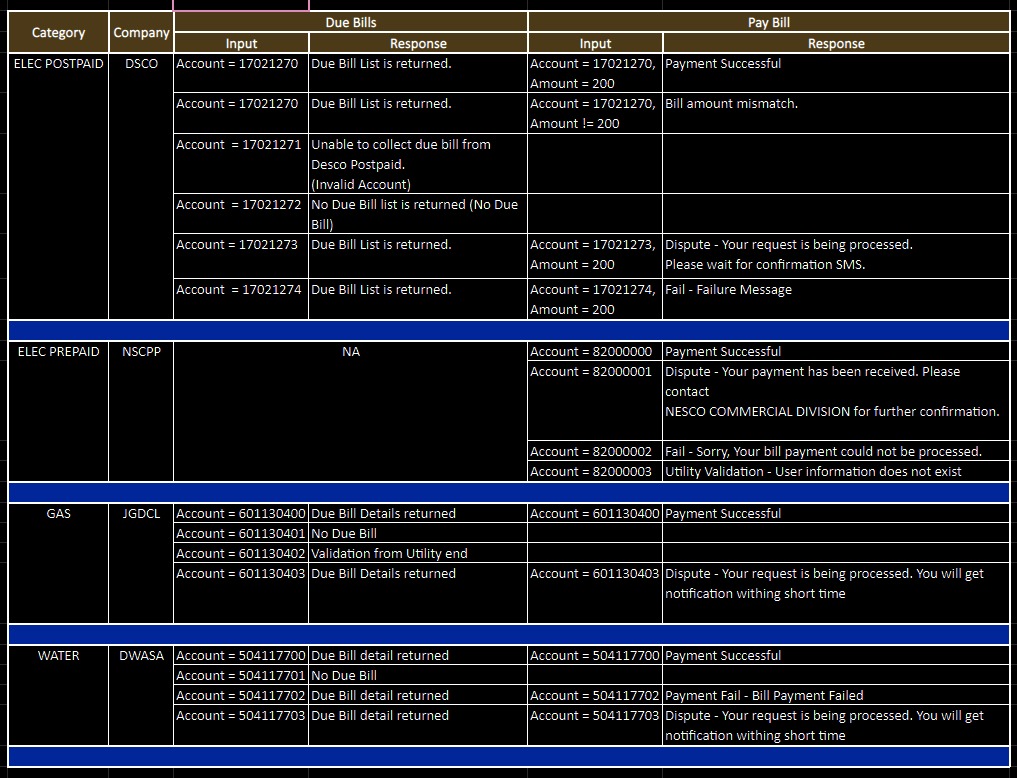 Category Company Due Bills Pay Bill
Input Response Input Response
ELEC POSTPAID DSCO Account = 17021270 Due Bill List is returned. Account = 17021270, Payment Successful
Amount = 200
Account = 17021270 Due Bill List is returned. Account = 17021270, Bill amount mismatch.
Amount != 200
Account  = 17021271 Unable to collect due bill from
Desco Postpaid.
(Invalid Account)
Account  = 17021272 No Due Bill list is returned (No Due
Bill)
Account = 17021273 Due Bill List is returned. Account = 17021273, Dispute - Your request is being processed.
Amount = 200 Please wait for confirmation SMS.
Account  = 17021274 Due Bill List is returned. Account = 17021274, Fail - Failure Message
Amount = 200
ELEC PREPAID NSCPP NA Account = 82000000 Payment Successful
Account = 82000001 Dispute - Your payment has been received. Please
contact
NESCO COMMERCIAL DIVISION for further confirmation.
Account = 82000002 Fail - Sorry, Your bill payment could not be processed.
Account = 82000003 Utility Validation - User information does not exist
GAS JGDCL Account = 601130400 Due Bill Details returned Account = 601130400 Payment Successful
Account = 601130401 No Due Bill
Account = 601130402 Validation from Utility end
Account = 601130403 Due Bill Details returned Account = 601130403 Dispute - Your request is being processed. You will get
notification withing short time
WATER DWASA Account = 504117700 Due Bill detail returned Account = 504117700 Payment Successful
Account = 504117701 No Due Bill
Account = 504117702 Due Bill detail returned Account = 504117702 Payment Fail - Bill Payment Failed
Account = 504117703 Due Bill detail returned Account = 504117703 Dispute - Your request is being processed. You will get
notification withing short time